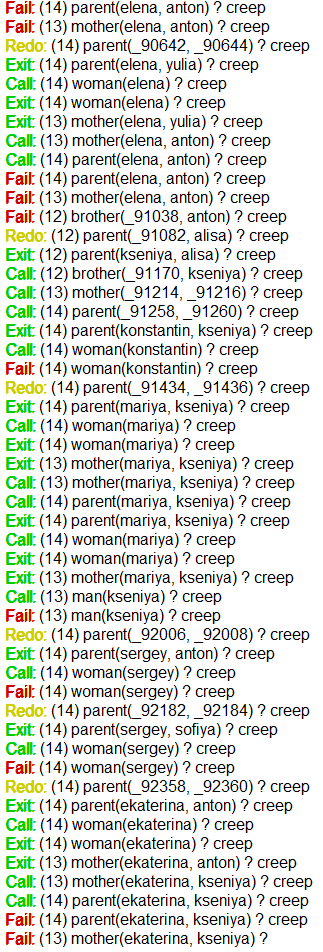 Fail: (14) parent(elena, anton) ? creep
Fail: (13) mother(elena, anton) ? creep
Redo: (14) parent(_90642, _90644) ? creep
Exit: (14) parent(elena, yulia) ? creep
Call: (14) woman(elena) ? creep
Exit: (14) woman(elena) ? creep
Exit: (13) mother(elena, yulia) ? creep
Call: (13) mother(elena, anton) ? creep
Call: (14) parent(elena, anton) ? creep
Fail: (14) parent(elena, anton) ? creep
Fail: (13) mother(elena, anton) ? creep
Fail: (12) brother(_91038, anton) ? creep
Redo: (12) parent(_91082, alisa) ? creep
Exit: (12) parent(kseniya, alisa) ? creep
Call: (12) brother(_91170, kseniya) ? creep
Call: (13) mother(_91214, _91216) ? creep
Call: (14) parent(_91258, _91260) ? creep
Exit: (14) parent(konstantin, kseniya) ? creep
Call: (14) woman(konstantin) ? creep
Fail: (14) woman(konstantin) ? creep
Redo: (14) parent(_91434, _91436) ? creep
Exit: (14) parent(mariya, kseniya) ? creep
Call: (14) woman(mariya) ? creep
Exit: (14) woman(mariya) ? creep
Exit: (13) mother(mariya, kseniya) ? creep
Call: (13) mother(mariya, kseniya) ? creep
Call: (14) parent(mariya, kseniya) ? creep
Exit: (14) parent(mariya, kseniya) ? creep
Call: (14) woman(mariya) ? creep
Exit: (14) woman(mariya) ? creep
Exit: (13) mother(mariya, kseniya) ? creep
Call: (13) man(kseniya) ? creep
Fail: (13) man(kseniya) ? creep
Redo: (14) parent(_92006, _92008) ? creep
Exit: (14) parent(sergey, anton) ? creep
Call: (14) woman(sergey) ? creep
Fail: (14) woman(sergey) ? creep
Redo: (14) parent(_92182, _92184) ? creep
Exit: (14) parent(sergey, sofiya) ? creep
Call: (14) woman(sergey) ? creep
Fail: (14) woman(sergey) ? creep
Redo: (14) parent(_92358, _92360) ? creep
Exit: (14) parent(ekaterina, anton) ? creep
Call: (14) woman(ekaterina) ? creep
Exit: (14) woman(ekaterina) ? creep
Exit: (13) mother(ekaterina, anton) ? creep
Call: (13) mother(ekaterina, kseniya) ? creep
Call: (14) parent(ekaterina, kseniya) ? creep
Fail: (14) parent(ekaterina, kseniya) ? creep
Fail: (13) mother(ekaterina, kseniya) ?